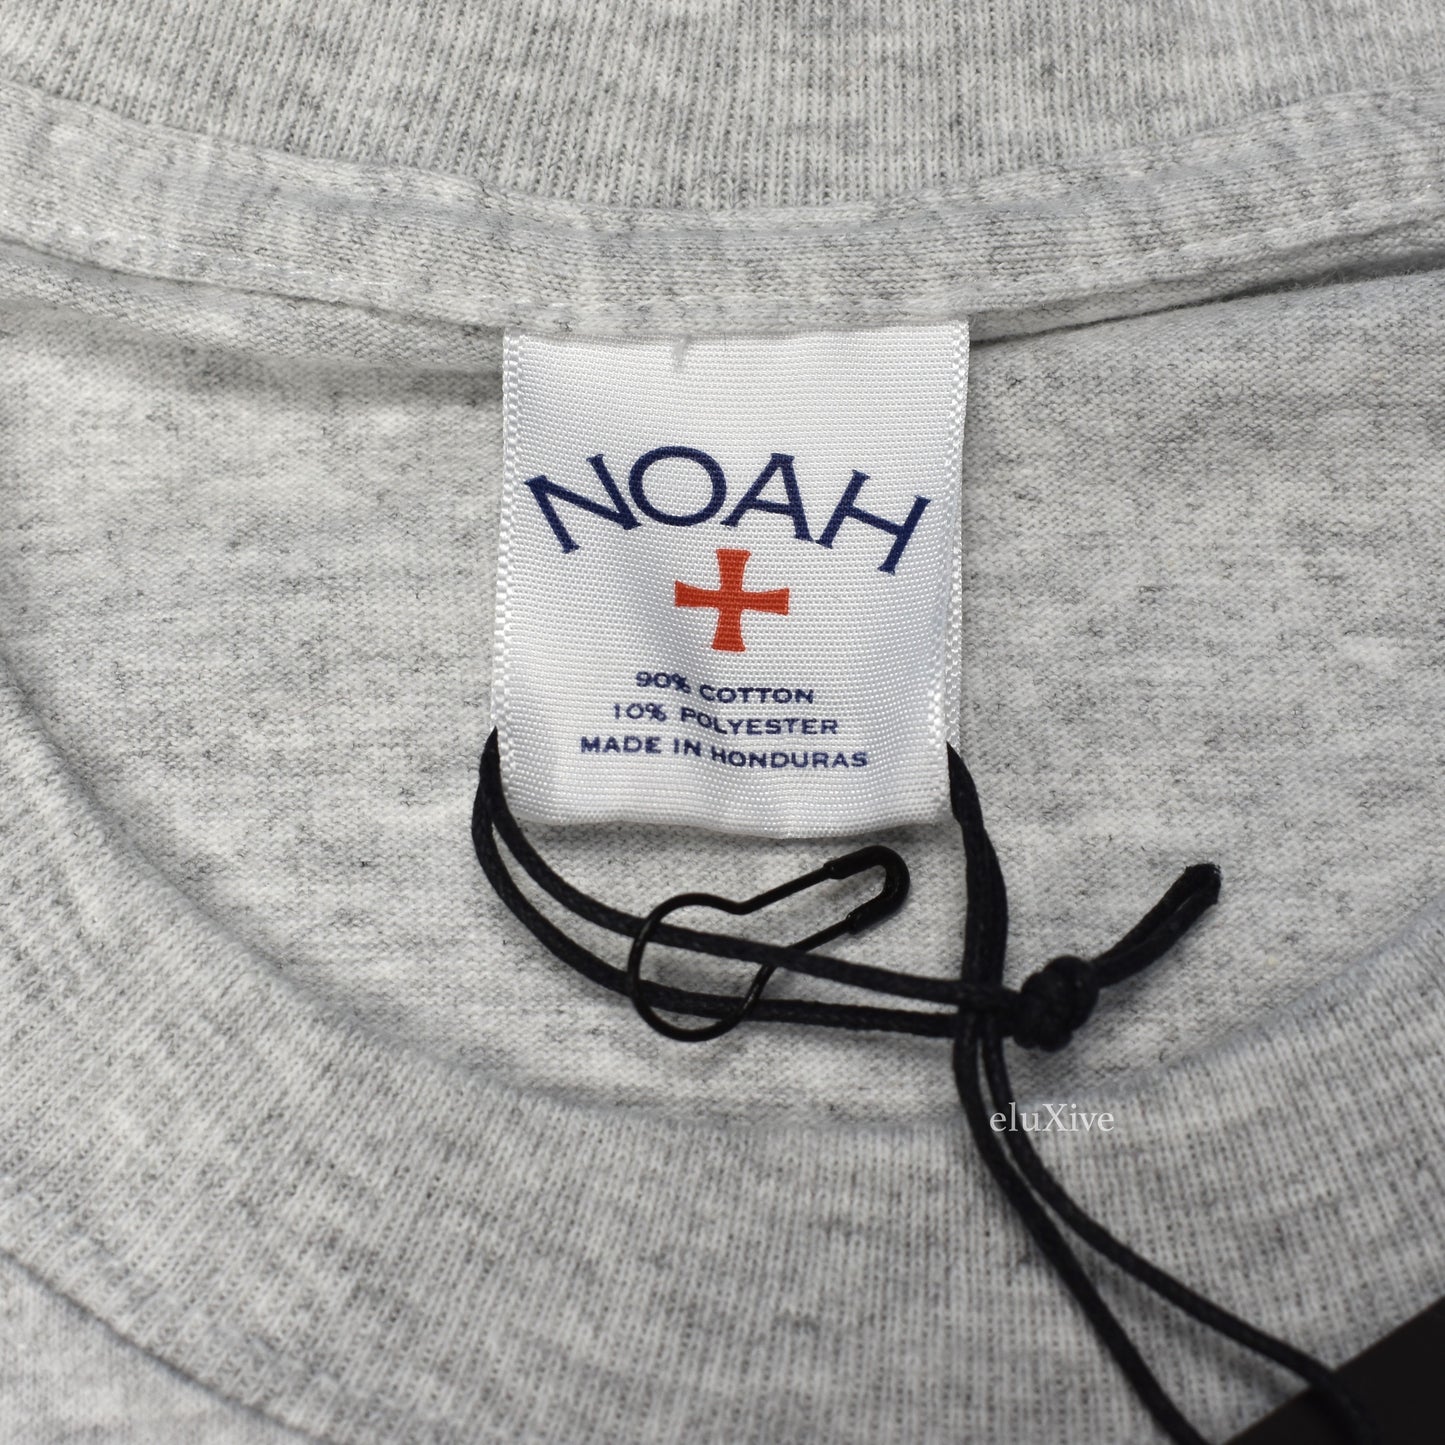 NOAH
90% COTTON
10% POLYESTER
MADE IN HONDURAS
eluXive